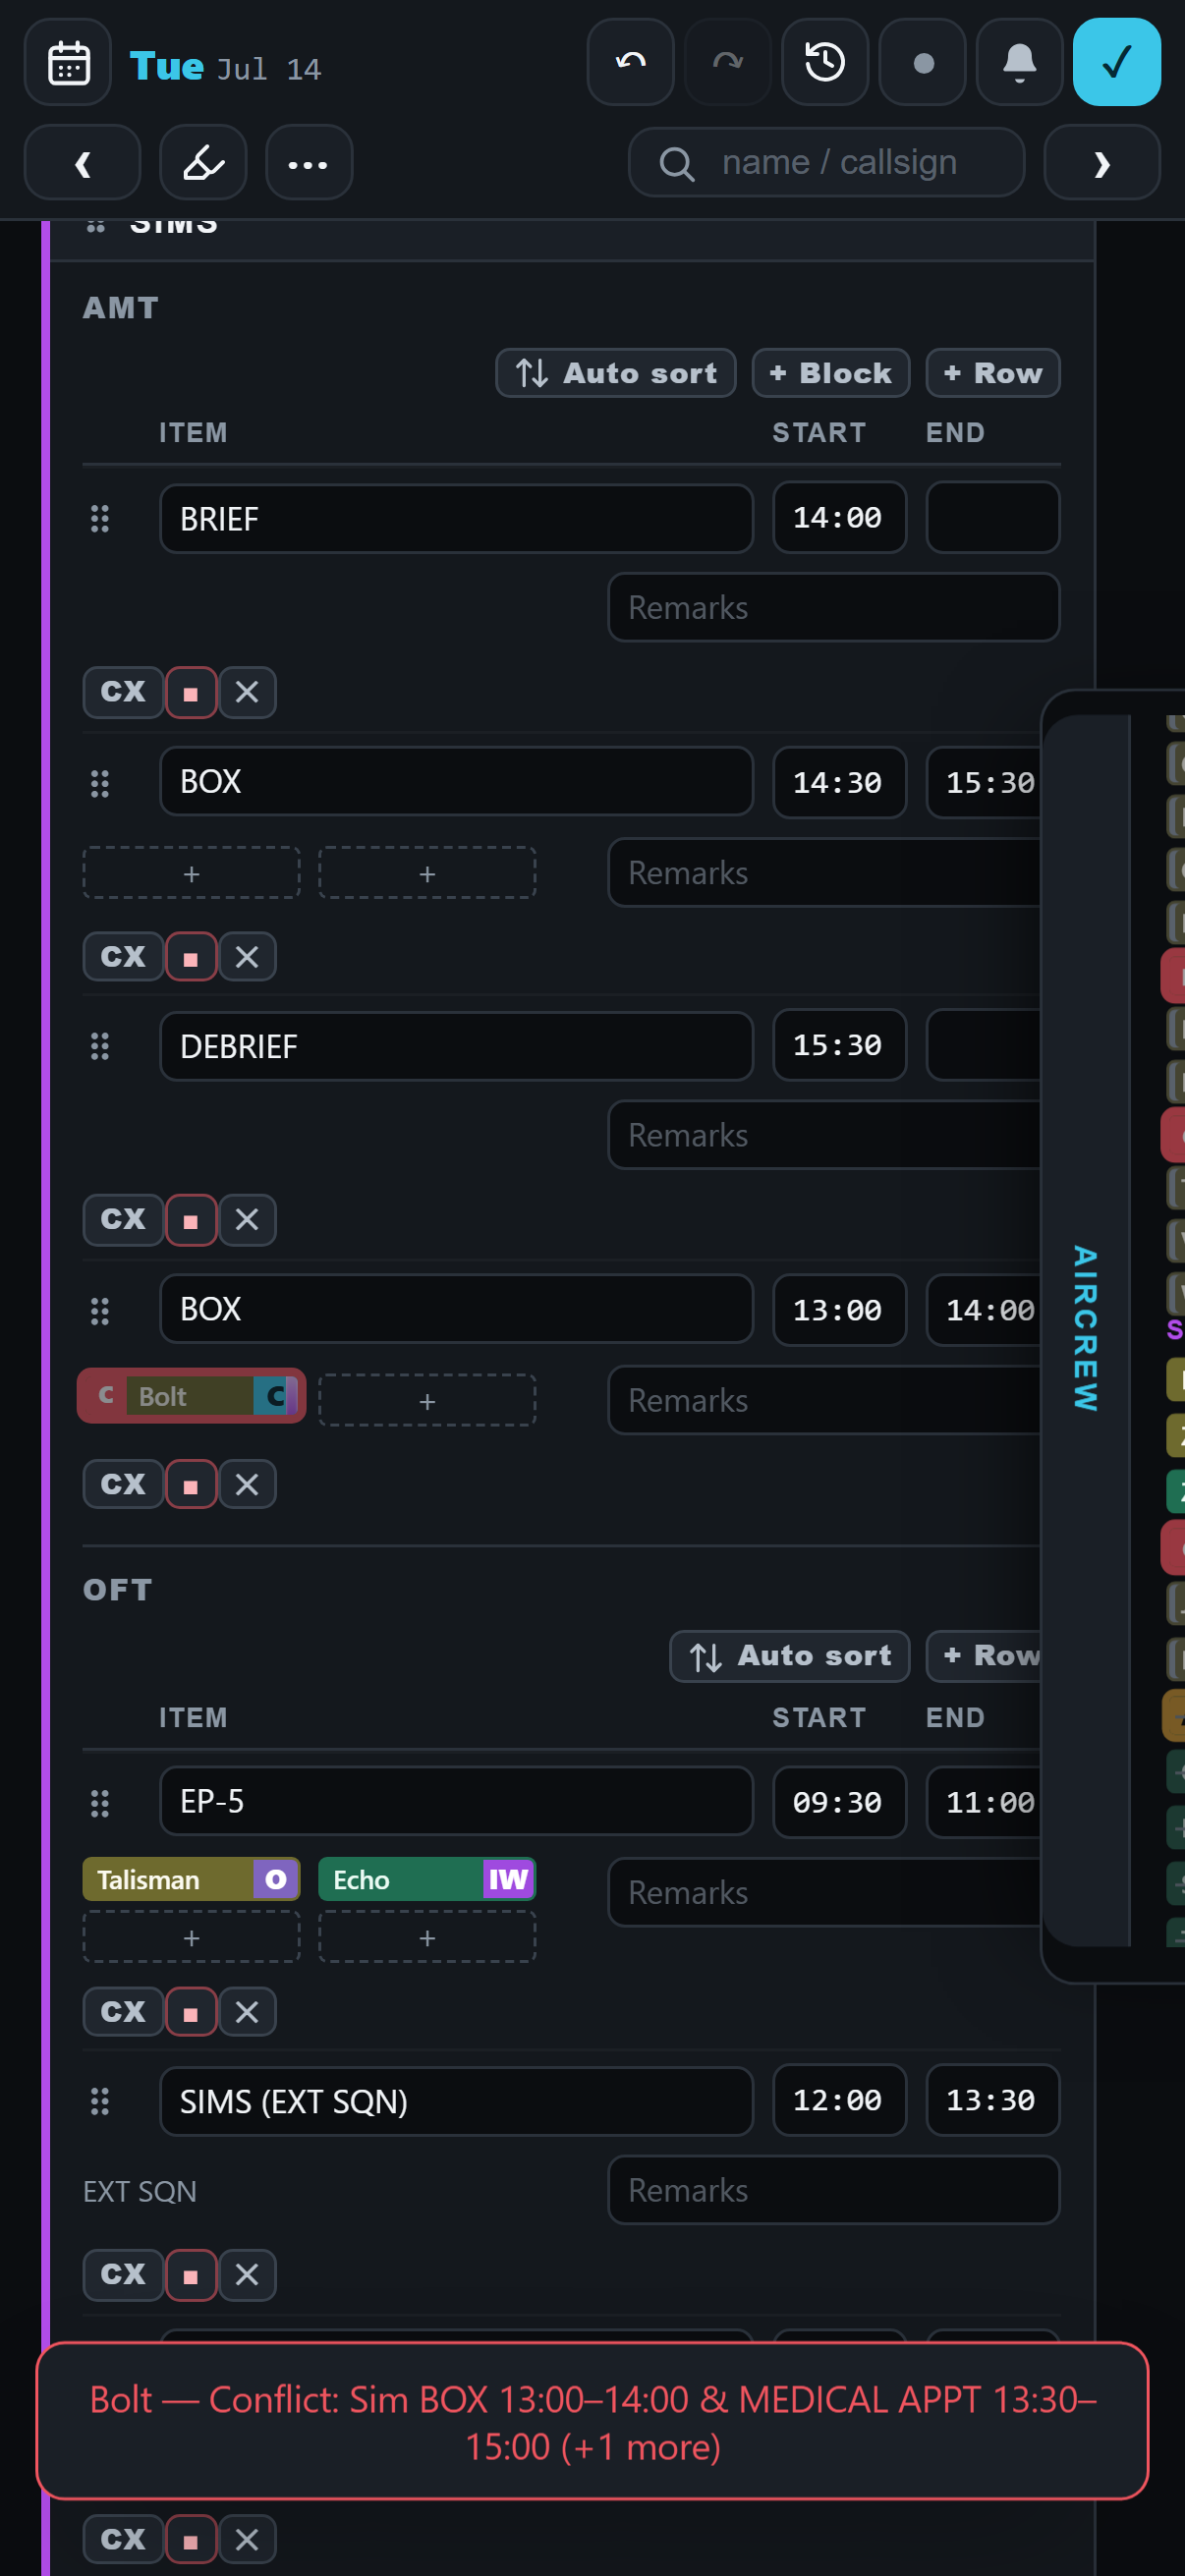 Tue Jul 14
name / callsign
SIMS
AMT
Auto sort
+ Block
+ Row
ITEM START END
BRIEF 14:00
Remarks
CX
BOX 14:30 15:30
+ +
Remarks
CX
DEBRIEF 15:30
Remarks
CX
BOX 13:00 14:00
C Bolt C
+
Remarks
CX
OFT
Auto sort
+ Row
ITEM START END
EP-5 09:30 11:00
Talisman O Echo IW
Remarks
+ +
CX
SIMS (EXT SQN) 12:00 13:30
EXT SQN
Remarks
CX
AIRCREW
S
Bolt — Conflict: Sim BOX 13:00–14:00 & MEDICAL APPT 13:30–
15:00 (+1 more)
CX